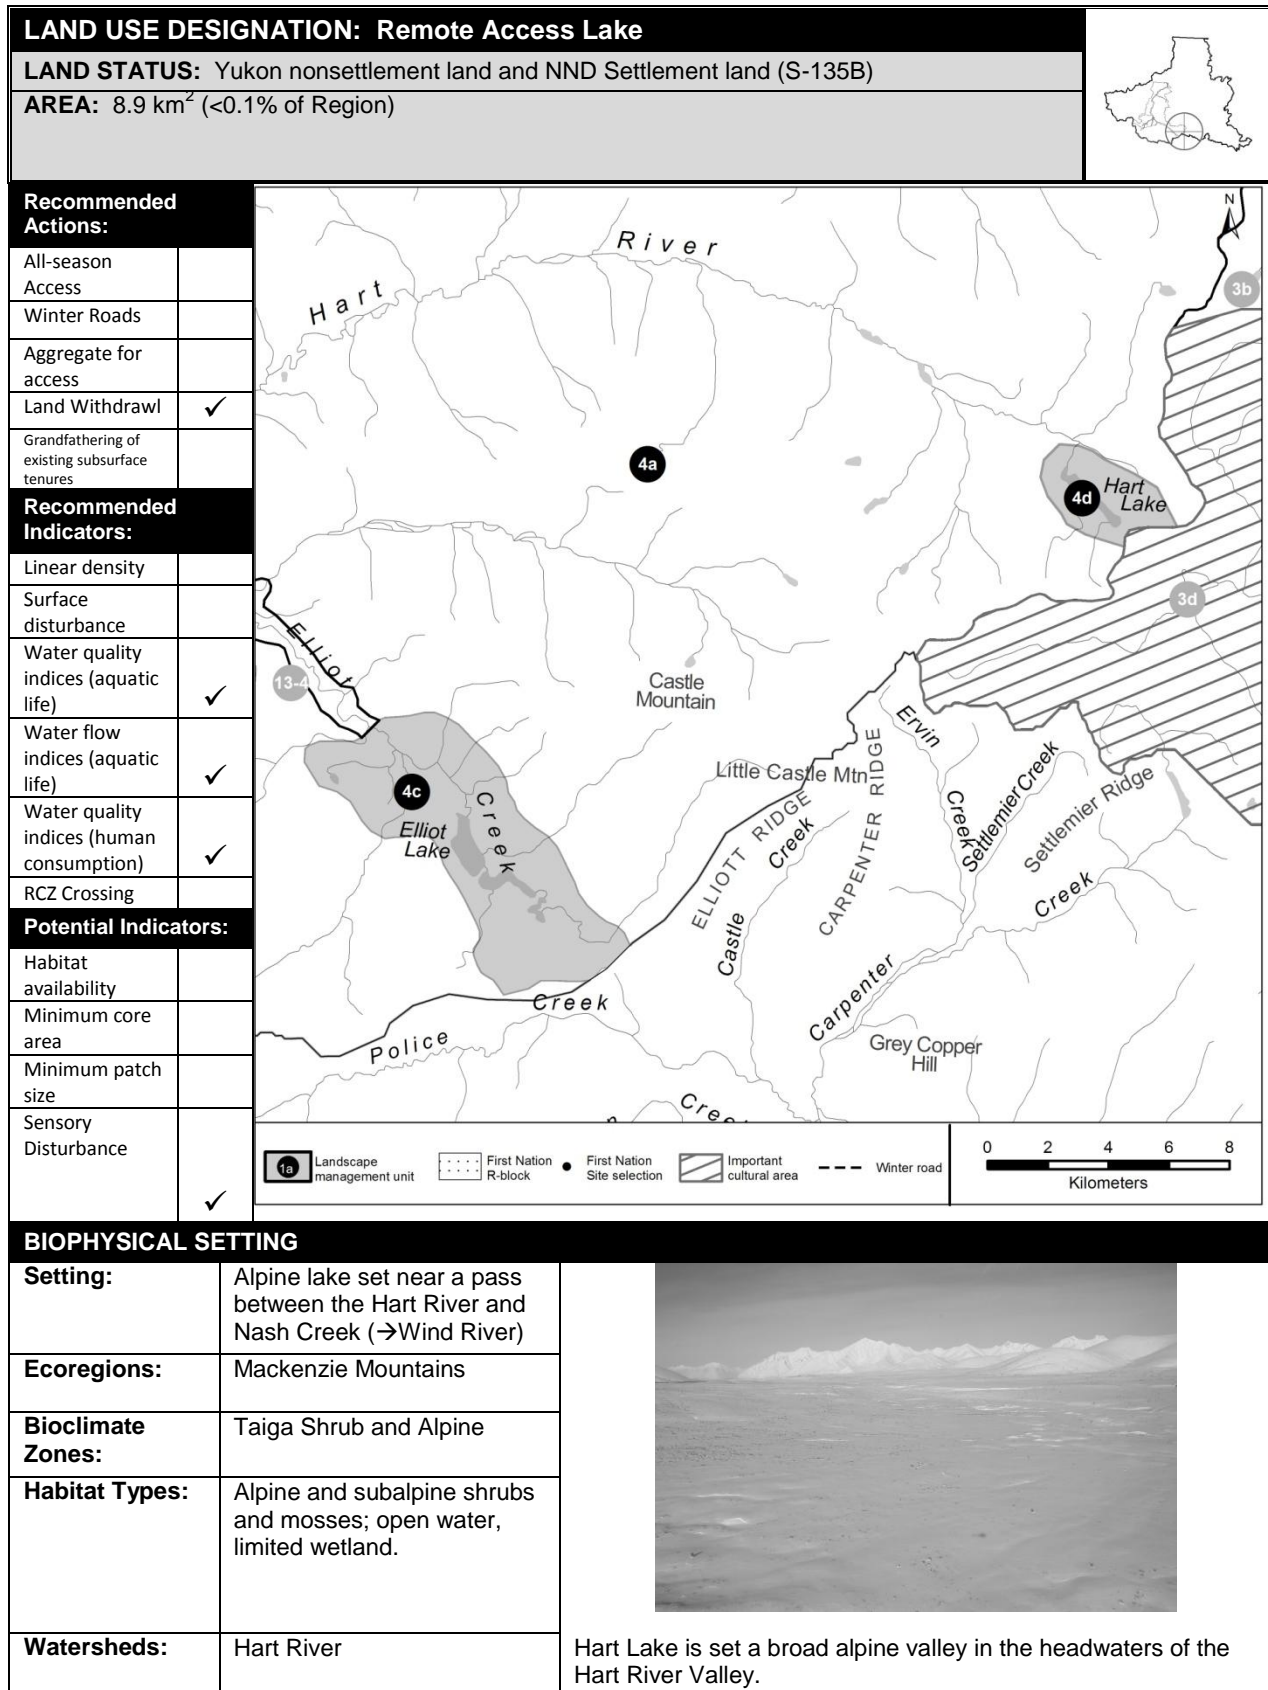 LAND USE DESIGNATION: Remote Access Lake
LAND STATUS: Yukon nonsettlement land and NND Settlement land (S-135B)
AREA: 8.9 km2 (<0.1% of Region)
Recommended
Actions:
All-season
Access
Winter Roads
Aggregate for
access
Land Withdrawl ✓
Grandfathering of
existing subsurface
tenures
Recommended
Indicators:
Linear density
Surface
disturbance
Water quality
indices (aquatic
life) ✓
Water flow
indices (aquatic
life) ✓
Water quality
indices (human
consumption) ✓
RCZ Crossing
Potential Indicators:
Habitat
availability
Minimum core
area
Minimum patch
size
Sensory
Disturbance
✓
N
Hart River
3b
4a
4d
Hart
Lake
3d
Elliot Creek
13-4
Castle
Mountain
4c
Elliot
Lake
Little Castle Mtn
ELLIOTT RIDGE
CARPENTER RIDGE
Ervin Creek
Settlemier Creek
Settlemier Ridge
Castle Creek
Carpenter Creek
Police Creek
Grey Copper
Hill
1a
Landscape
management unit
First Nation
R-block
First Nation
Site selection
Important
cultural area
Winter road
0 2 4 6 8
Kilometers
BIOPHYSICAL SETTING
Setting: Alpine lake set near a pass
between the Hart River and
Nash Creek (→Wind River)
Ecoregions: Mackenzie Mountains
Bioclimate Taiga Shrub and Alpine
Zones:
Habitat Types: Alpine and subalpine shrubs
and mosses; open water,
limited wetland.
Watersheds: Hart River
Hart Lake is set a broad alpine valley in the headwaters of the
Hart River Valley.